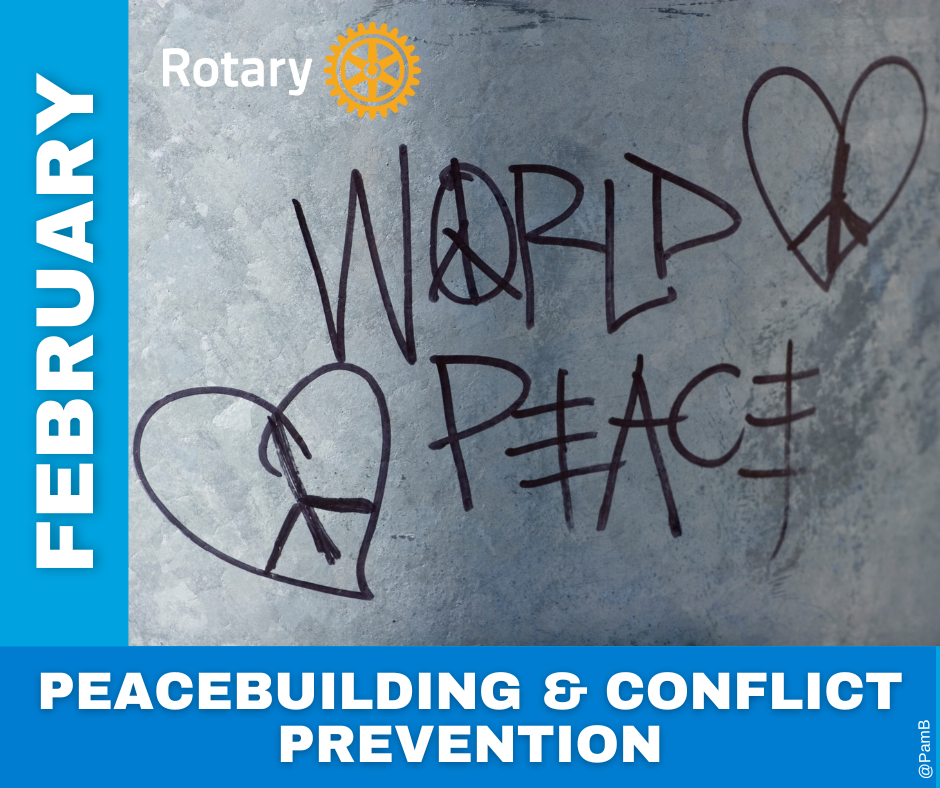 FEBRUARY
Rotary
WORLD
PEACE
PEACEBUILDING & CONFLICT
PREVENTION
@PamB